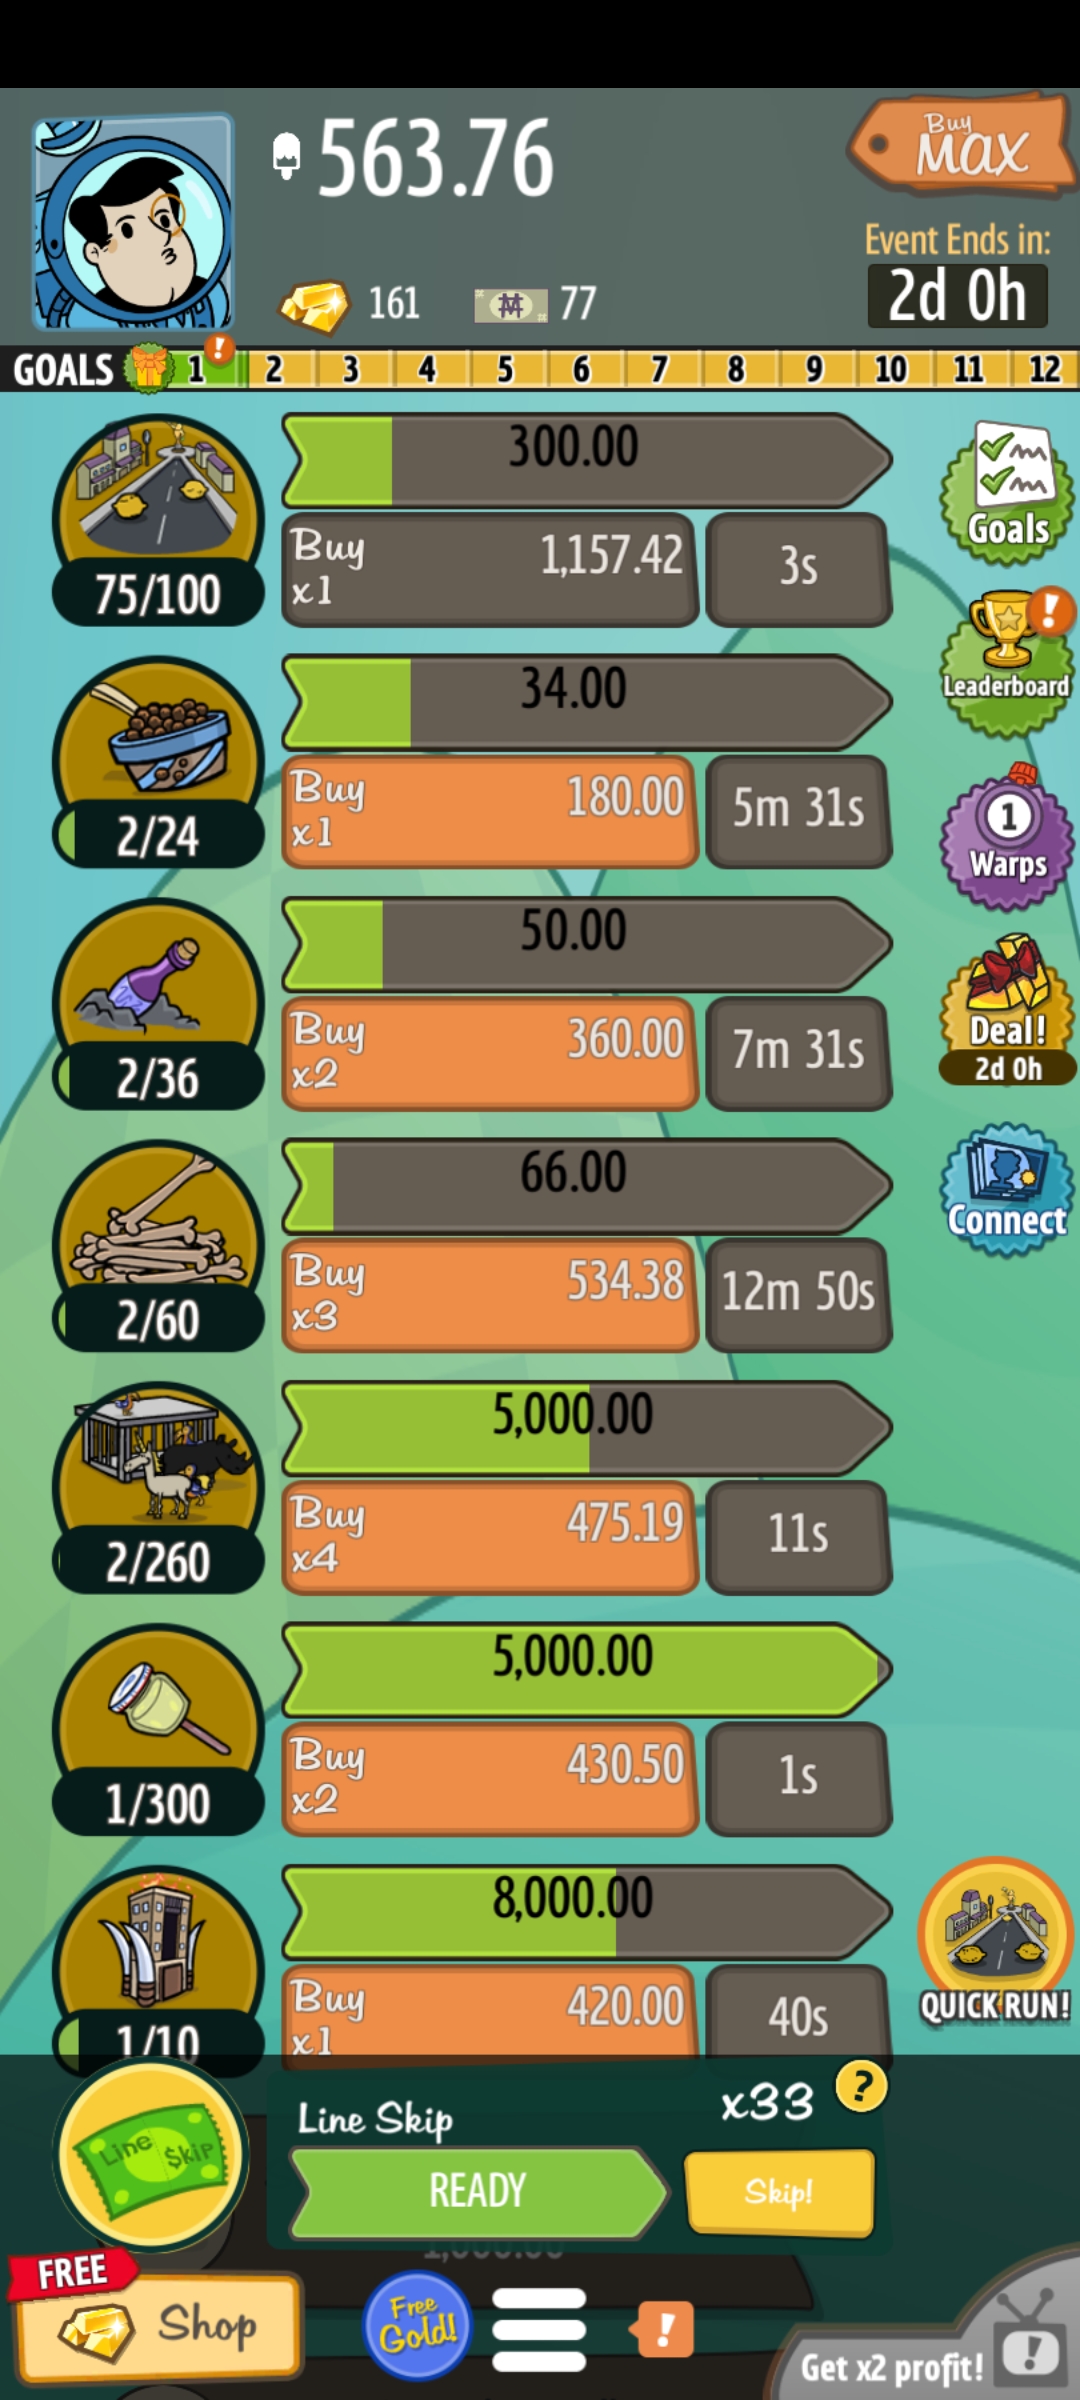 563.76
Buy
MAX
Event Ends in:
2d 0h
161
77
GOALS 1 ! 2 3 4 5 6 7 8 9 10 11 12
300.00
Buy
x1
1,157.42
3s
75/100
Goals
34.00
Buy
x1
180.00
5m 31s
2/24
!
Leaderboard
50.00
Buy
x2
360.00
7m 31s
2/36
1
Warps
66.00
Buy
x3
534.38
12m 50s
2/60
Deal!
2d 0h
5,000.00
Buy
x4
475.19
11s
2/260
Connect
5,000.00
Buy
x2
430.50
1s
1/300
8,000.00
Buy
x1
420.00
40s
1/10
QUICK RUN!
Line $kip
Line Skip
x33
?
READY
Skip!
1,000.00
FREE
Shop
Free
Gold!
!
Get x2 profit!
!